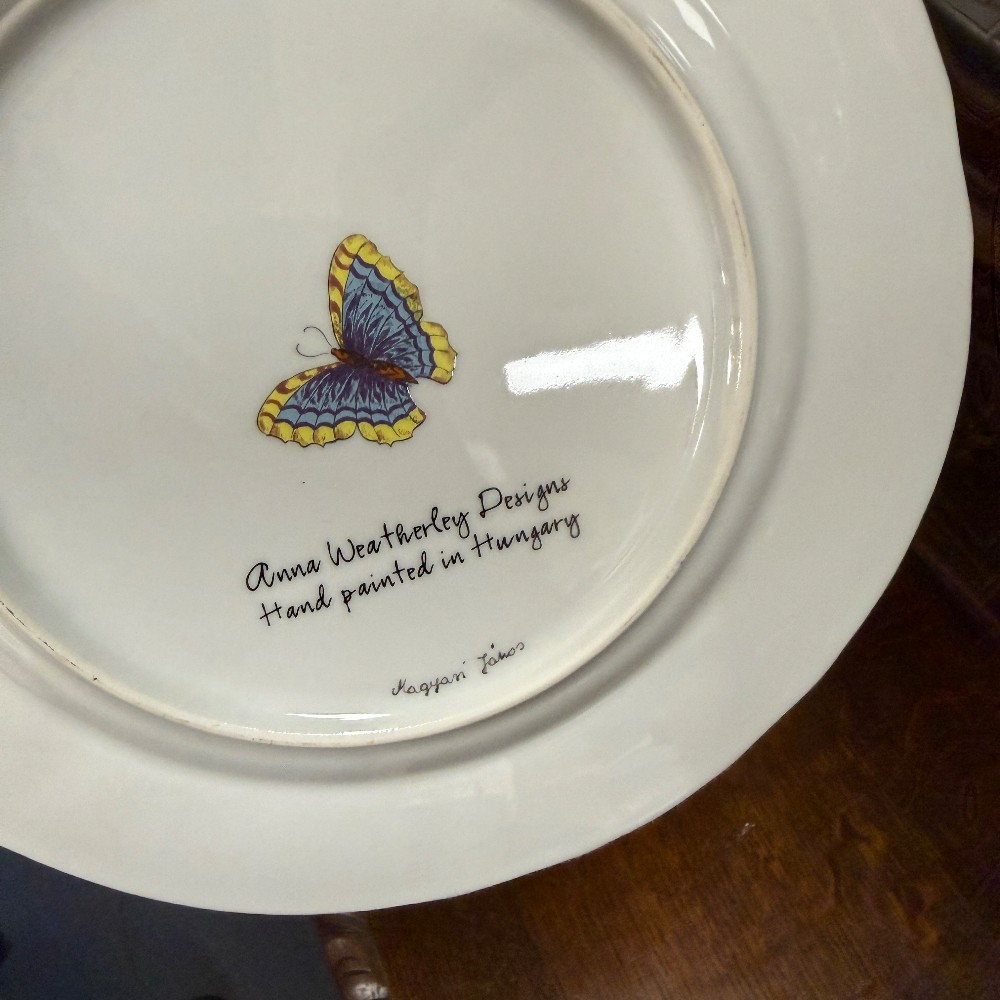 Anna Weatherley Designs
Hand painted in Hungary
Magyari János